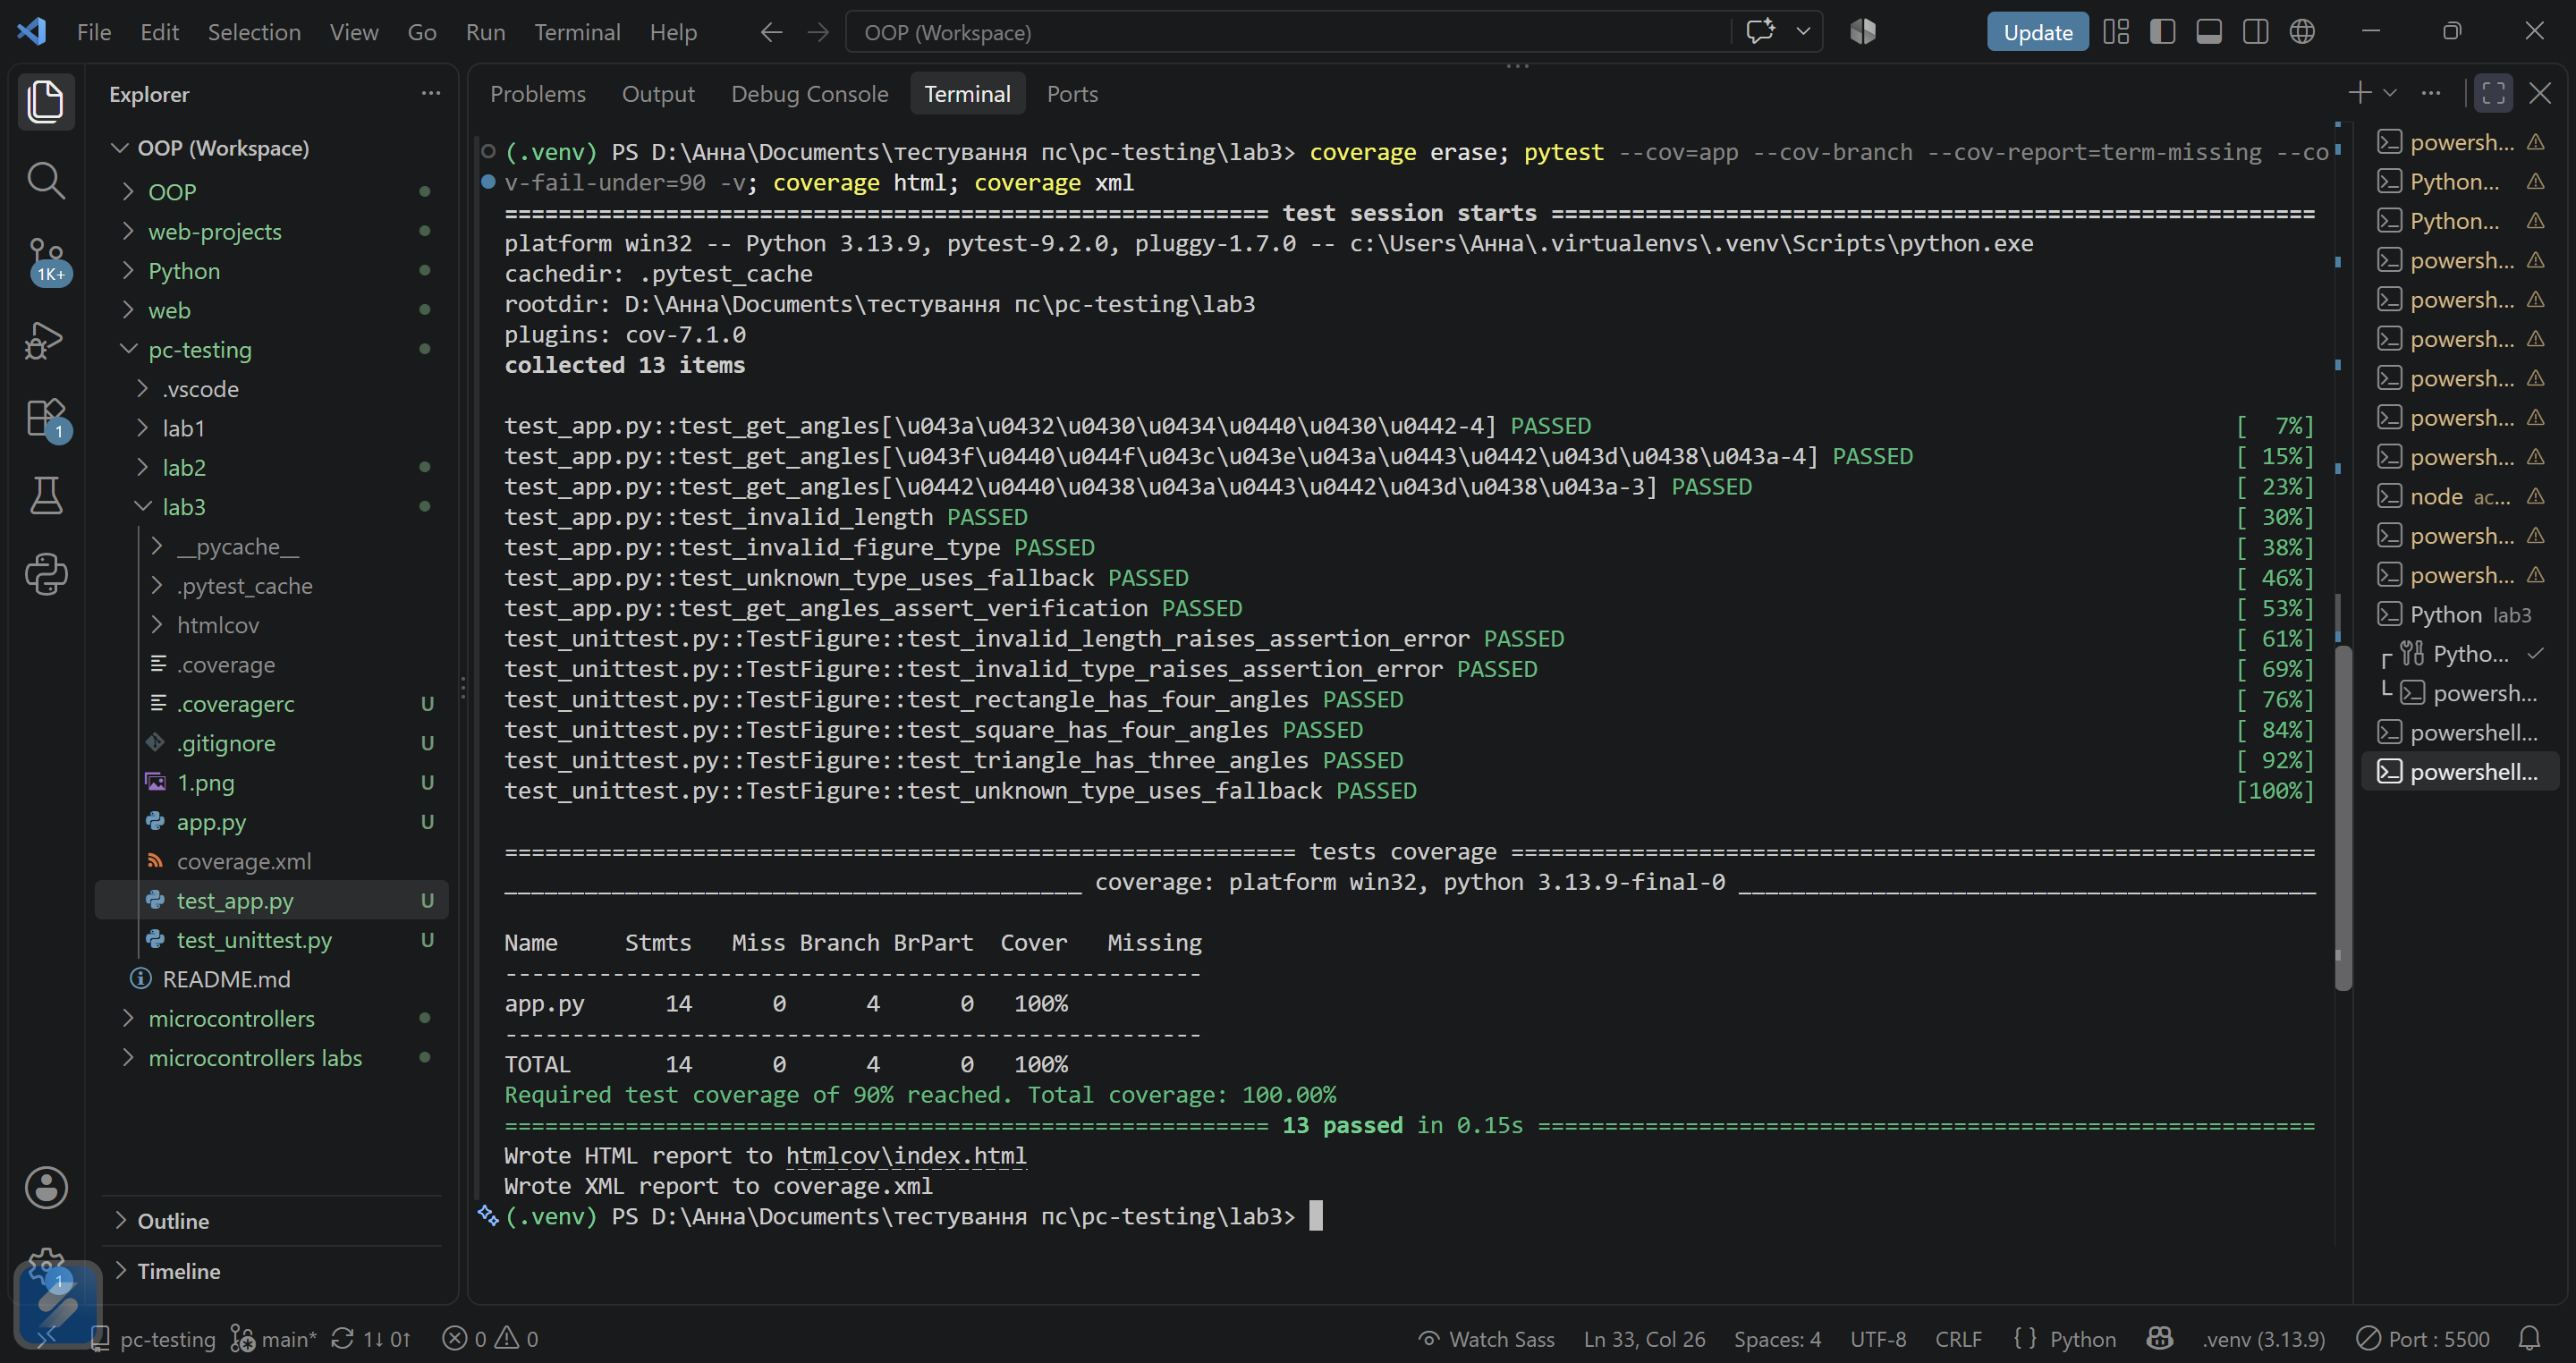 File Edit Selection View Go Run Terminal Help
OOP (Workspace)
Update
Explorer
OOP (Workspace)
OOP
web-projects
1K+
Python
web
pc-testing
.vscode
1
lab1
lab2
lab3
__pycache__
.pytest_cache
htmlcov
.coverage
.coveragerc U
.gitignore U
1.png U
app.py U
coverage.xml
test_app.py U
test_unittest.py U
README.md
microcontrollers
microcontrollers labs
Outline
Timeline
1
Problems Output Debug Console Terminal Ports
(.venv) PS D:\Анна\Documents\тестування пс\pc-testing\lab3> coverage erase; pytest --cov=app --cov-branch --cov-report=term-missing --co
v-fail-under=90 -v; coverage html; coverage xml
========================================================= test session starts =========================================================
platform win32 -- Python 3.13.9, pytest-9.2.0, pluggy-1.7.0 -- c:\Users\Анна\.virtualenvs\.venv\Scripts\python.exe
cachedir: .pytest_cache
rootdir: D:\Анна\Documents\тестування пс\pc-testing\lab3
plugins: cov-7.1.0
collected 13 items
test_app.py::test_get_angles[\u043a\u0432\u0430\u0434\u0440\u0430\u0442-4] PASSED [  7%]
test_app.py::test_get_angles[\u043f\u0440\u044f\u043c\u043e\u043a\u0443\u0442\u043d\u0438\u043a-4] PASSED [ 15%]
test_app.py::test_get_angles[\u0442\u0440\u0438\u043a\u0443\u0442\u043d\u0438\u043a-3] PASSED [ 23%]
test_app.py::test_invalid_length PASSED [ 30%]
test_app.py::test_invalid_figure_type PASSED [ 38%]
test_app.py::test_unknown_type_uses_fallback PASSED [ 46%]
test_app.py::test_get_angles_assert_verification PASSED [ 53%]
test_unittest.py::TestFigure::test_invalid_length_raises_assertion_error PASSED [ 61%]
test_unittest.py::TestFigure::test_invalid_type_raises_assertion_error PASSED [ 69%]
test_unittest.py::TestFigure::test_rectangle_has_four_angles PASSED [ 76%]
test_unittest.py::TestFigure::test_square_has_four_angles PASSED [ 84%]
test_unittest.py::TestFigure::test_triangle_has_three_angles PASSED [ 92%]
test_unittest.py::TestFigure::test_unknown_type_uses_fallback PASSED [100%]
=========================================================== tests coverage ============================================================
___________________________________________ coverage: platform win32, python 3.13.9-final-0 ___________________________________________
Name     Stmts   Miss Branch BrPart  Cover   Missing
----------------------------------------------------
app.py      14      0      4      0   100%
----------------------------------------------------
TOTAL       14      0      4      0   100%
Required test coverage of 90% reached. Total coverage: 100.00%
========================================================= 13 passed in 0.15s ==========================================================
Wrote HTML report to htmlcov\index.html
Wrote XML report to coverage.xml
(.venv) PS D:\Анна\Documents\тестування пс\pc-testing\lab3>
powersh...
Python...
Python...
powersh...
powersh...
powersh...
powersh...
powersh...
powersh...
node ac...
powersh...
powersh...
Python lab3
Pytho...
powersh...
powershell...
powershell...
pc-testing main* 1↓ 0↑ 0 0 Watch Sass Ln 33, Col 26 Spaces: 4 UTF-8 CRLF { } Python .venv (3.13.9) Port : 5500